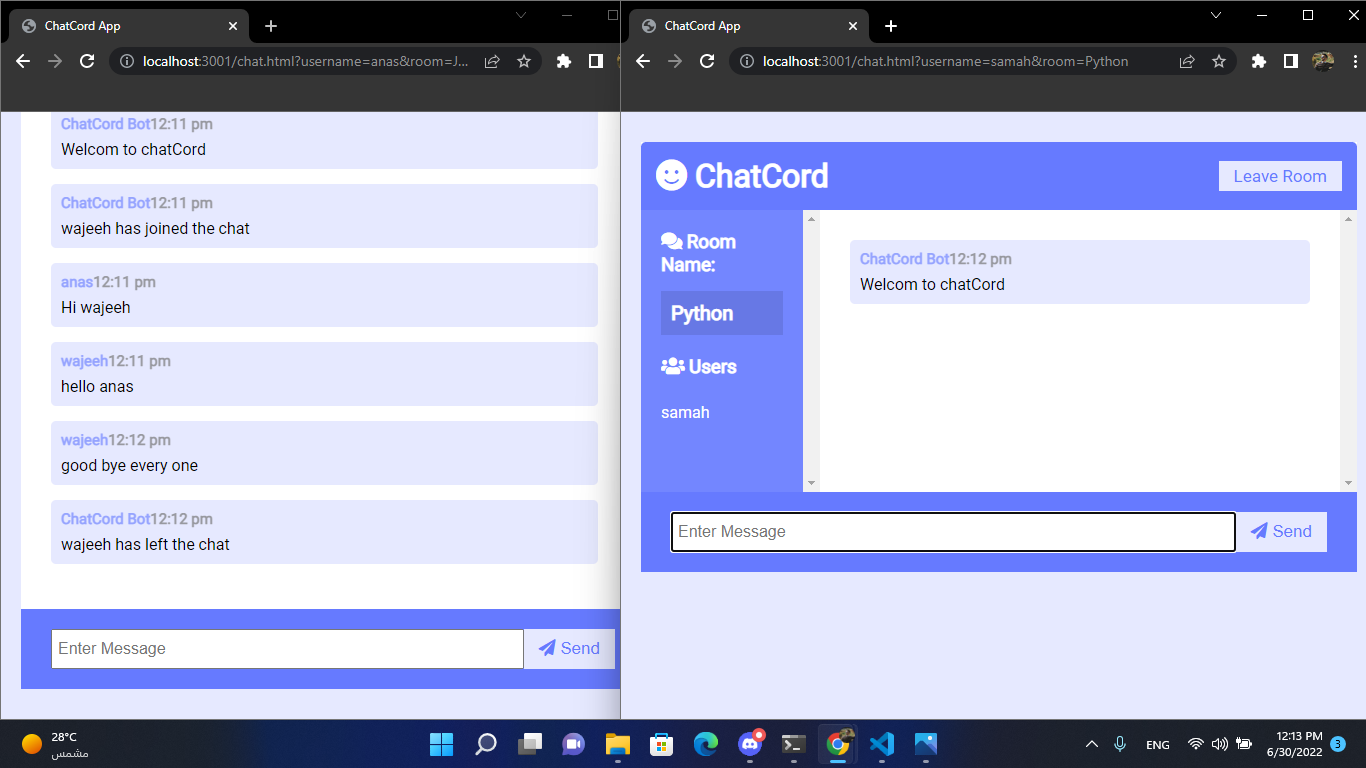 ChatCord App
localhost:3001/chat.html?username=anas&room=J...
ChatCord Bot12:11 pm
Welcom to chatCord
ChatCord Bot12:11 pm
wajeeh has joined the chat
anas12:11 pm
Hi wajeeh
wajeeh12:11 pm
hello anas
wajeeh12:12 pm
good bye every one
ChatCord Bot12:12 pm
wajeeh has left the chat
Enter Message
Send
ChatCord App
localhost:3001/chat.html?username=samah&room=Python
ChatCord
Leave Room
Room
Name:
Python
Users
samah
ChatCord Bot12:12 pm
Welcom to chatCord
Enter Message
Send
28°C
مشمس
ENG
12:13 PM
6/30/2022
3